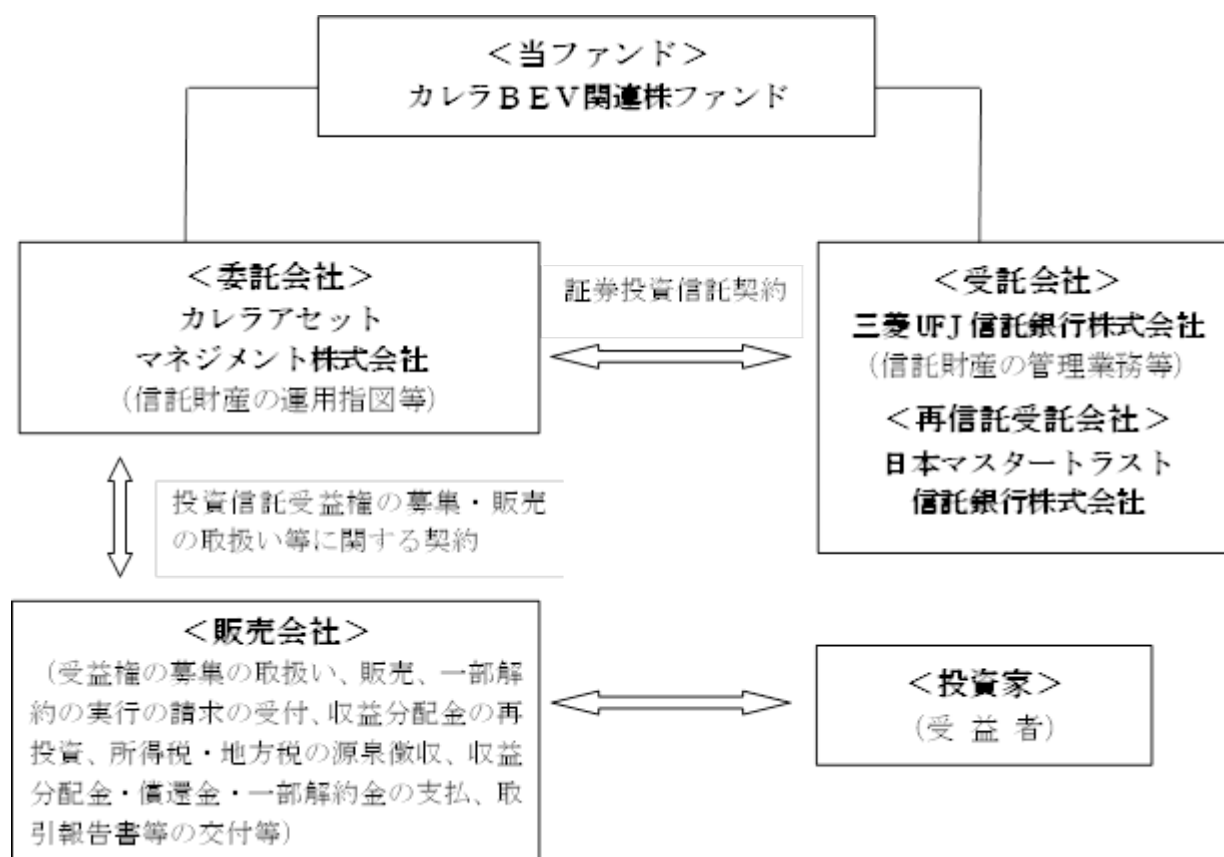 ＜当ファンド＞
カレラＢＥＶ関連株ファンド
＜委託会社＞
カレラアセット
マネジメント株式会社
（信託財産の運用指図等）
証券投資信託契約
＜受託会社＞
三菱UFJ信託銀行株式会社
（信託財産の管理業務等）
＜再信託受託会社＞
日本マスタートラスト
信託銀行株式会社
投資信託受益権の募集・販売
の取扱い等に関する契約
＜販売会社＞
（受益権の募集の取扱い、販売、一部解
約の実行の請求の受付、収益分配金の再
投資、所得税・地方税の源泉徴収、収益
分配金・償還金・一部解約金の支払、取
引報告書等の交付等）
＜投資家＞
（受 益 者）